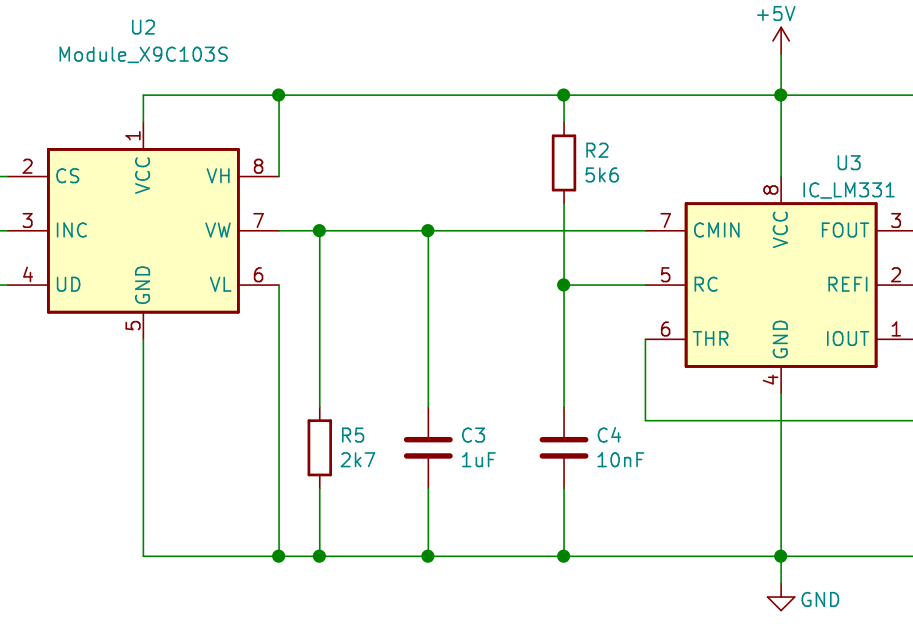 +5V
U2
Module_X9C103S
1
VCC
2
CS
VH
8
3
INC
VW
7
4
UD
GND
VL
6
5
R2
5k6
U3
IC_LM331
8
VCC
7
CMIN
FOUT
3
5
RC
REFI
2
6
THR
GND
IOUT
1
4
R5
2k7
C3
1uF
C4
10nF
GND